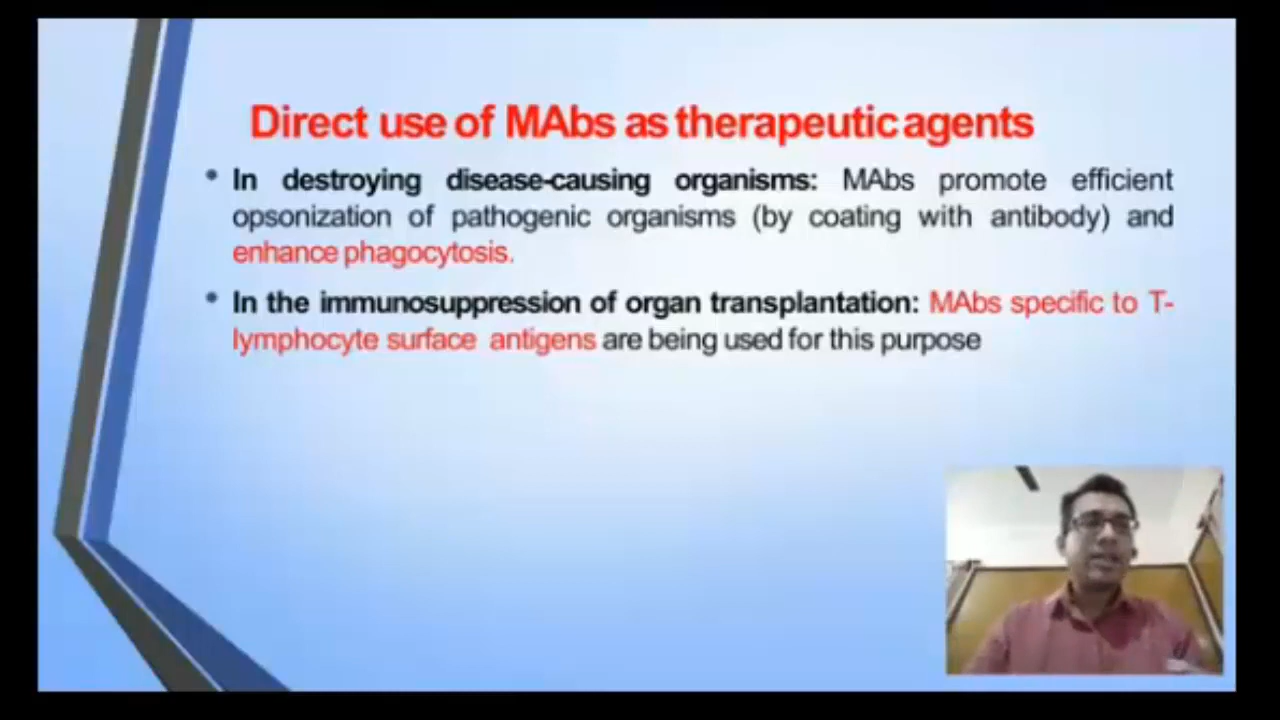 Direct use of MAbs as therapeutic agents
• In destroying disease-causing organisms: MAbs promote efficient
opsonization of pathogenic organisms (by coating with antibody) and
enhance phagocytosis.
• In the immunosuppression of organ transplantation: MAbs specific to T-
lymphocyte surface antigens are being used for this purpose